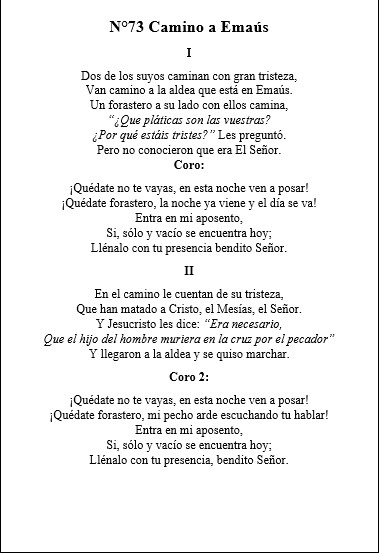 N°73 Camino a Emaús
I
Dos de los suyos caminan con gran tristeza,
Van camino a la aldea que está en Emaús.
Un forastero a su lado con ellos camina,
“¿Que pláticas son las vuestras?
¿Por qué estáis tristes?” Les preguntó.
Pero no conocieron que era El Señor.
Coro:
¡Quédate no te vayas, en esta noche ven a posar!
¡Quédate forastero, la noche ya viene y el día se va!
Entra en mi aposento,
Si, sólo y vacío se encuentra hoy;
Llénalo con tu presencia bendito Señor.
II
En el camino le cuentan de su tristeza,
Que han matado a Cristo, el Mesías, el Señor.
Y Jesucristo les dice: “Era necesario,
Que el hijo del hombre muriera en la cruz por el pecador”
Y llegaron a la aldea y se quiso marchar.
Coro 2:
¡Quédate no te vayas, en esta noche ven a posar!
¡Quédate forastero, mi pecho arde escuchando tu hablar!
Entra en mi aposento,
Si, sólo y vacío se encuentra hoy;
Llénalo con tu presencia, bendito Señor.